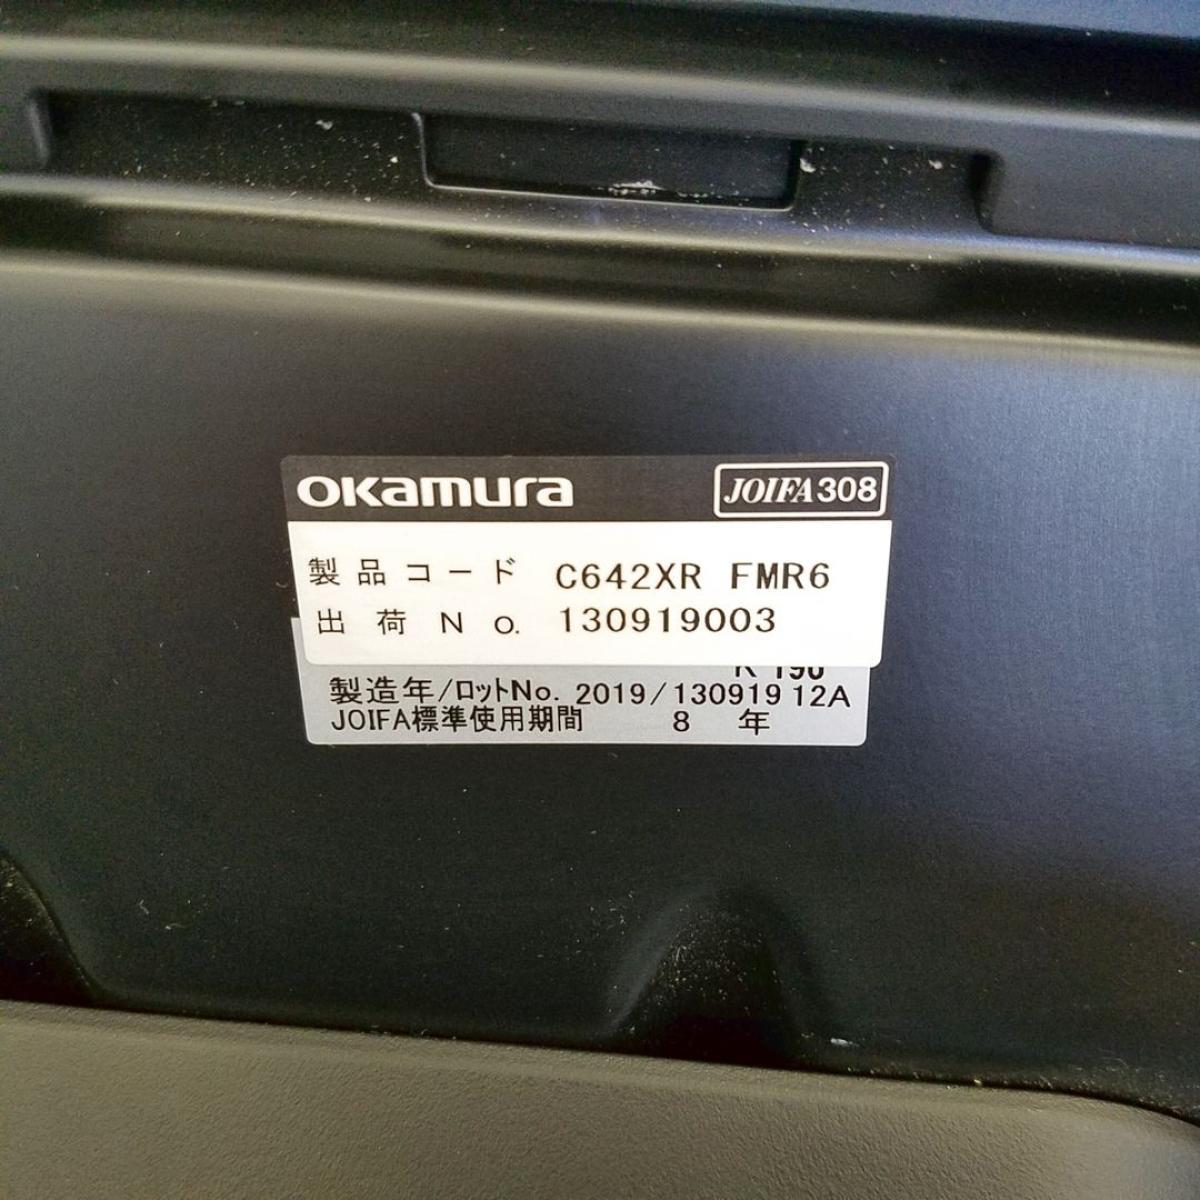 okamura
JOIFA308
製品コード C642XR FMR6
出荷No. 130919003
製造年/ロットNo. 2019/130919 12A
JOIFA標準使用期間 8 年